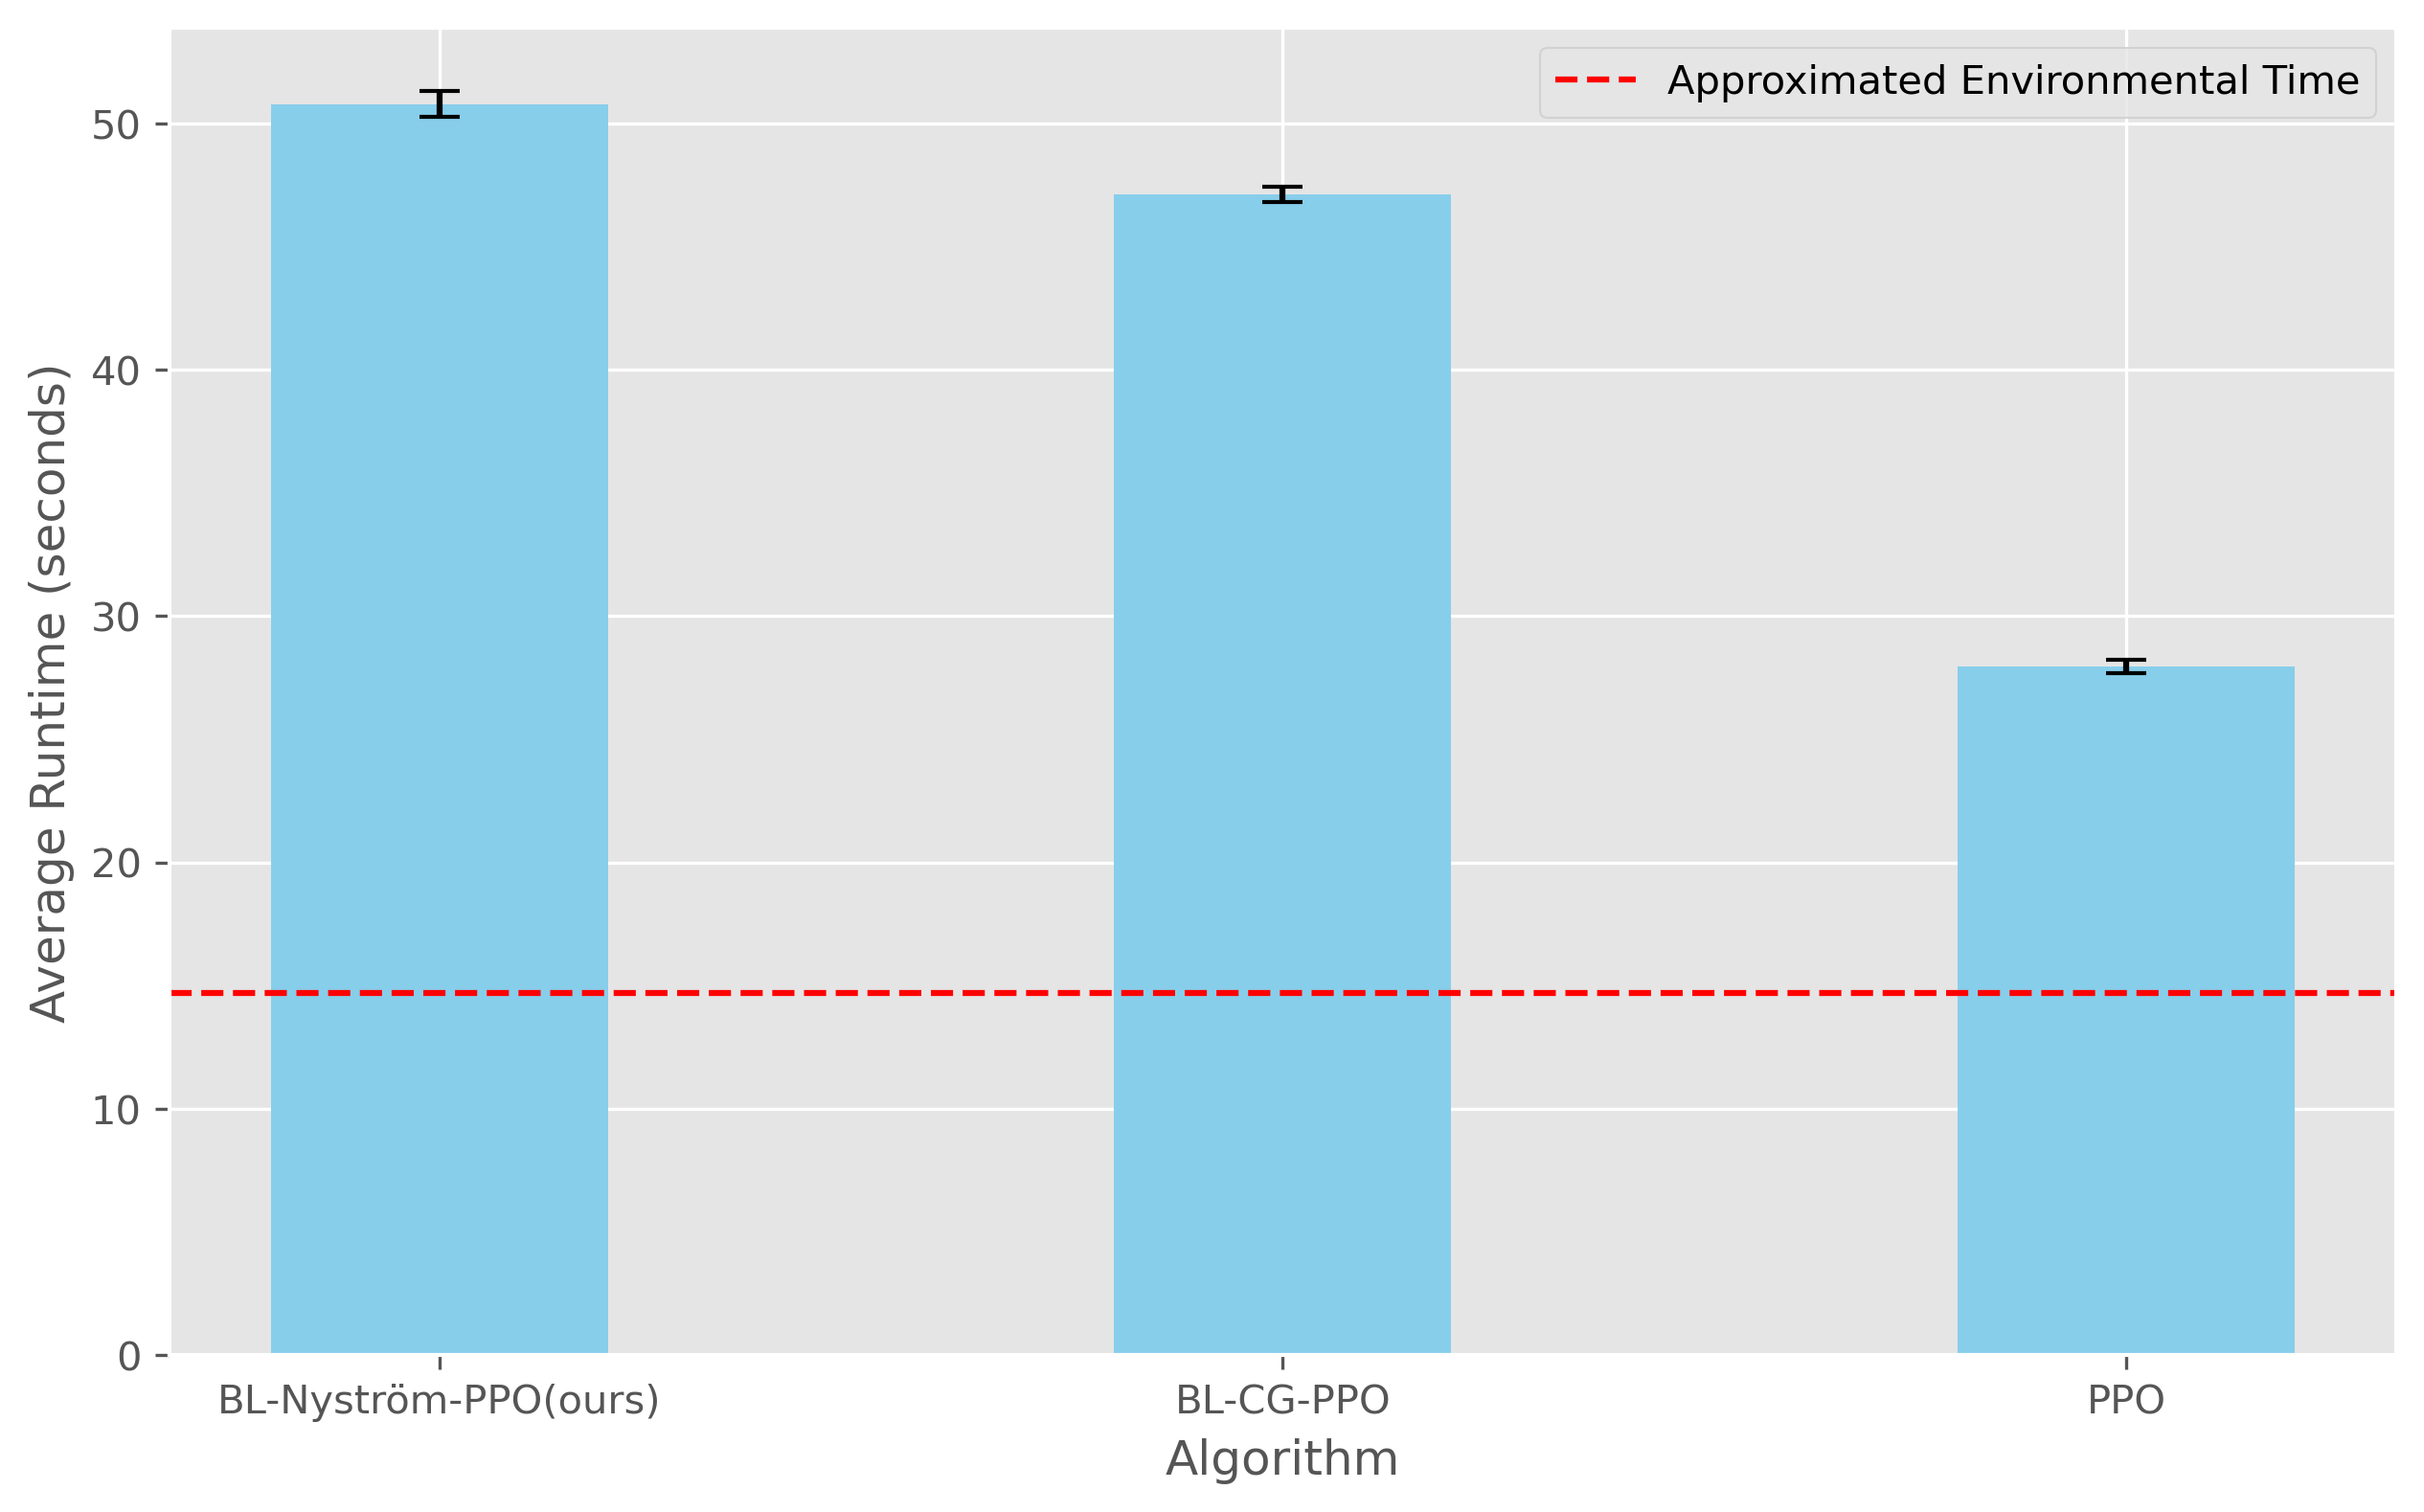 Approximated Environmental Time
Average Runtime (seconds)
50
40
30
20
10
0
BL-Nyström-PPO(ours)
BL-CG-PPO
PPO
Algorithm